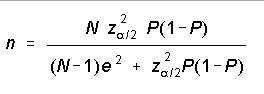 n = N z²α/2 P(1-P)
(N-1)e² + z²α/2 P(1-P)